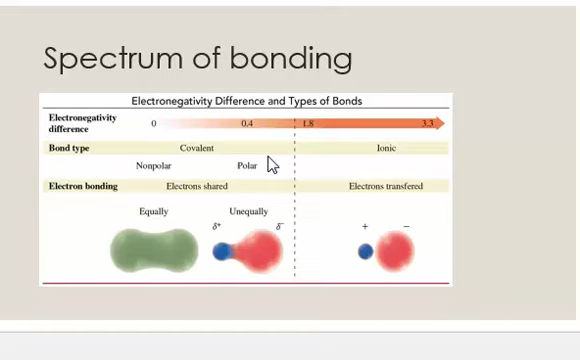 Spectrum of bonding
Electronegativity Difference and Types of Bonds
Electronegativity
difference
0 0.4 1.8 3.3
Bond type Covalent Ionic
Nonpolar Polar
Electron bonding Electrons shared Electrons transfered
Equally Unequally
δ+ δ− + −